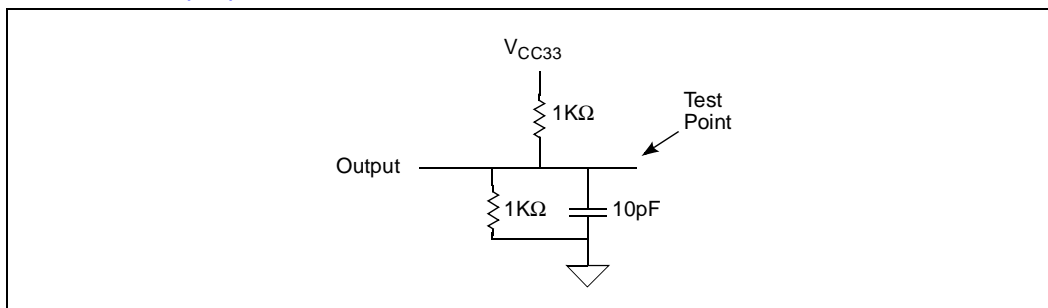 VCC33
1KΩ
Test
Point
Output
1KΩ
10pF